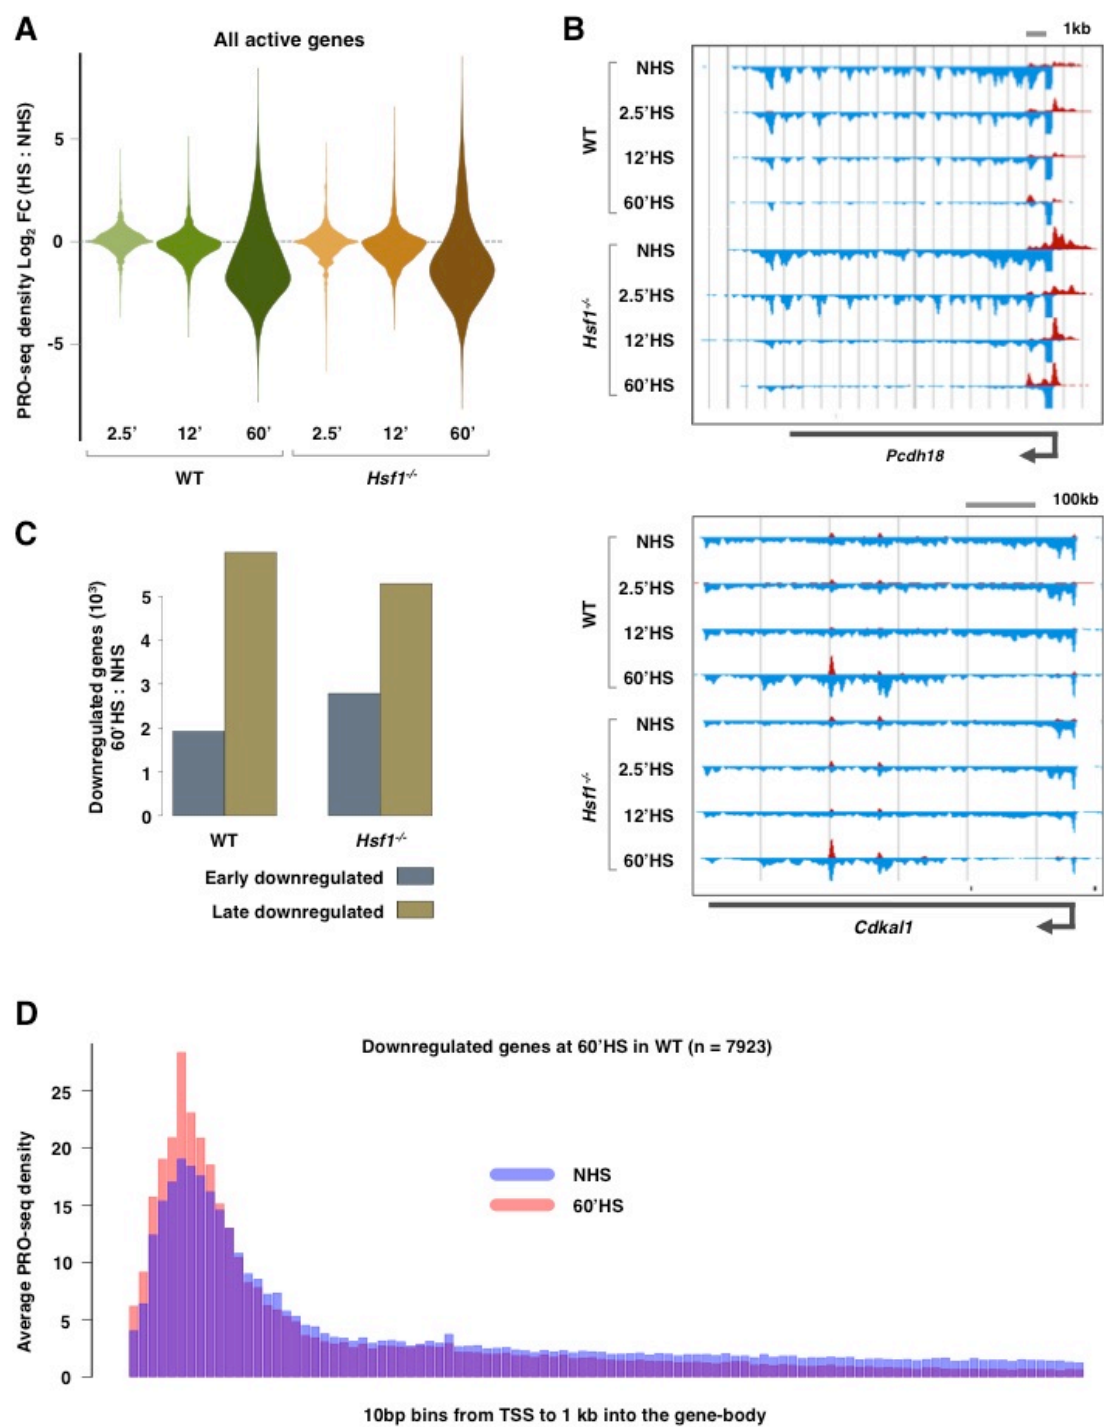 A
All active genes
PRO-seq density Log2 FC (HS : NHS)
5
0
-5
2.5’ 12’ 60’ 2.5’ 12’ 60’
WT Hsf1-/-
B
1kb
WT
NHS
2.5’HS
12’HS
60’HS
Hsf1-/-
NHS
2.5’HS
12’HS
60’HS
Pcdh18
100kb
WT
NHS
2.5’HS
12’HS
60’HS
Hsf1-/-
NHS
2.5’HS
12’HS
60’HS
Cdkal1
C
Downregulated genes (10³)
60’HS : NHS
5
4
3
2
1
0
WT Hsf1-/-
Early downregulated
Late downregulated
D
Downregulated genes at 60’HS in WT (n = 7923)
Average PRO-seq density
25
20
15
10
5
0
NHS
60’HS
10bp bins from TSS to 1 kb into the gene-body